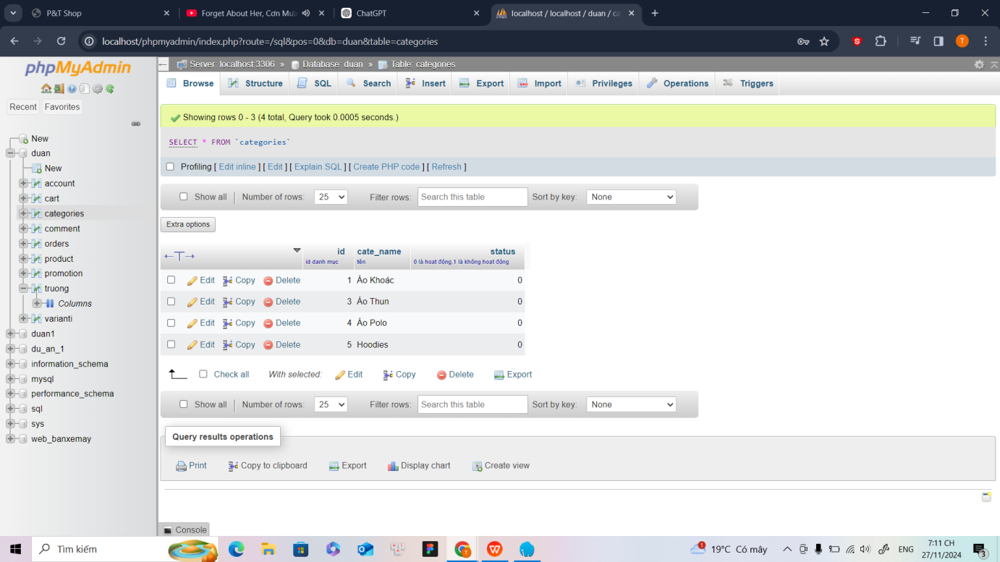 P&T Shop
Forget About Her, Cơn Mưa
ChatGPT
localhost / localhost / duan / ca
localhost/phpmyadmin/index.php?route=/sql&pos=0&db=duan&table=categories
T
phpMyAdmin
Recent
Favorites
New
duan
New
account
cart
categories
comment
orders
product
promotion
truong
Columns
varianti
duan1
du_an_1
information_schema
mysql
performance_schema
sql
sys
web_banxemay
Server: localhost:3306 » Database: duan » Table: categories
Browse Structure SQL Search Insert Export Import Privileges Operations Triggers
Showing rows 0 - 3 (4 total, Query took 0.0005 seconds.)
SELECT * FROM `categories`
Profiling [ Edit inline ] [ Edit ] [ Explain SQL ] [ Create PHP code ] [ Refresh ]
Show all Number of rows: 25 Filter rows: Search this table Sort by key: None
Extra options
id cate_name status
id danh mục tên 0 là hoạt động,1 là không hoạt động
Edit Copy Delete 1 Áo Khoác 0
Edit Copy Delete 3 Áo Thun 0
Edit Copy Delete 4 Áo Polo 0
Edit Copy Delete 5 Hoodies 0
Check all With selected: Edit Copy Delete Export
Show all Number of rows: 25 Filter rows: Search this table Sort by key: None
Query results operations
Print Copy to clipboard Export Display chart Create view
Console
Tìm kiếm
1
19°C Có mây
ENG
7:11 CH
27/11/2024
3